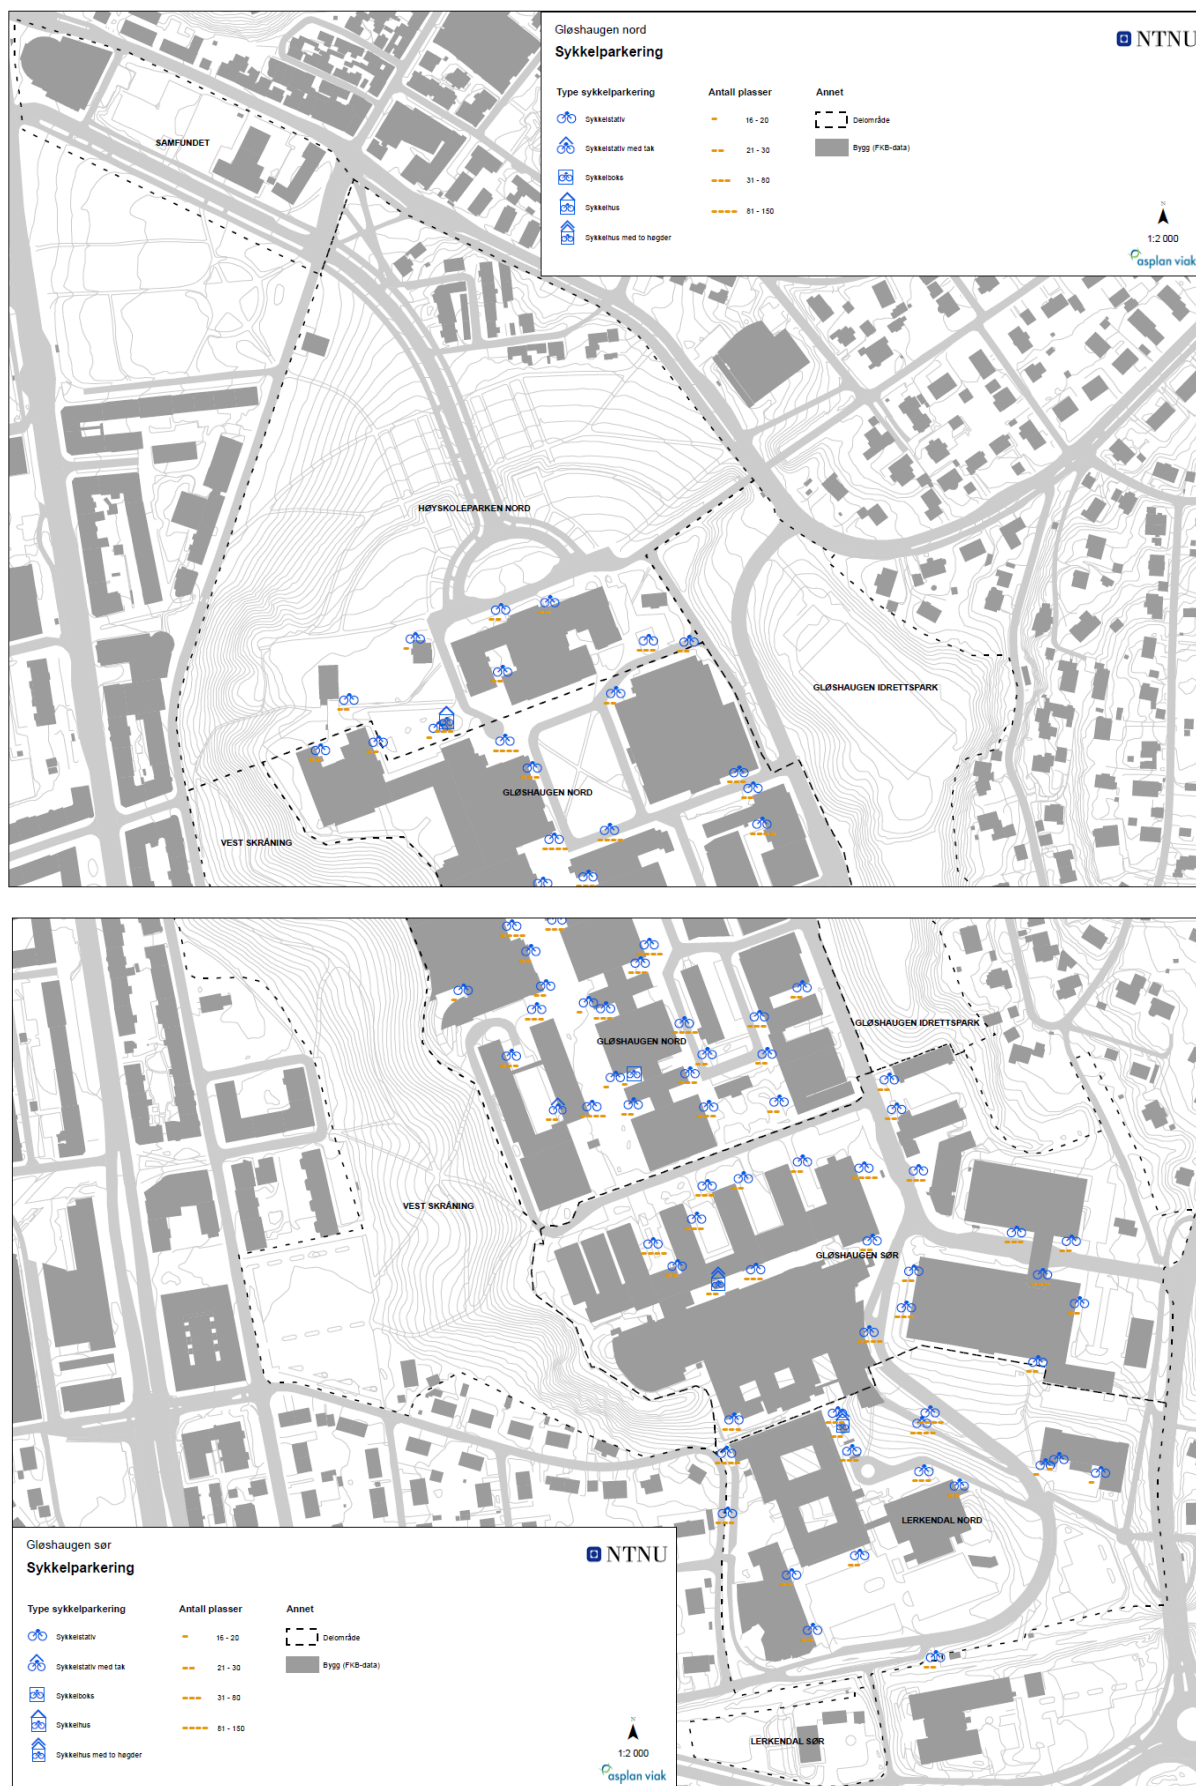 Gløshaugen nord
Sykkelparkering
NTNU
Type sykkelparkering
Antall plasser
Annet
Sykkelstativ
16 - 20
Delområde
Sykkelstativ med tak
21 - 30
Bygg (FKB-data)
Sykkelboks
31 - 80
Sykkelhus
81 - 150
Sykkelhus med to høgder
N
1:2 000
asplan viak
SAMFUNDET
HØYSKOLEPARKEN NORD
GLØSHAUGEN IDRETTSPARK
GLØSHAUGEN NORD
VEST SKRÅNING
GLØSHAUGEN IDRETTSPARK
GLØSHAUGEN NORD
VEST SKRÅNING
GLØSHAUGEN SØR
LERKENDAL NORD
LERKENDAL SØR
Gløshaugen sør
Sykkelparkering
NTNU
Type sykkelparkering
Antall plasser
Annet
Sykkelstativ
16 - 20
Delområde
Sykkelstativ med tak
21 - 30
Bygg (FKB-data)
Sykkelboks
31 - 80
Sykkelhus
81 - 150
Sykkelhus med to høgder
N
1:2 000
asplan viak